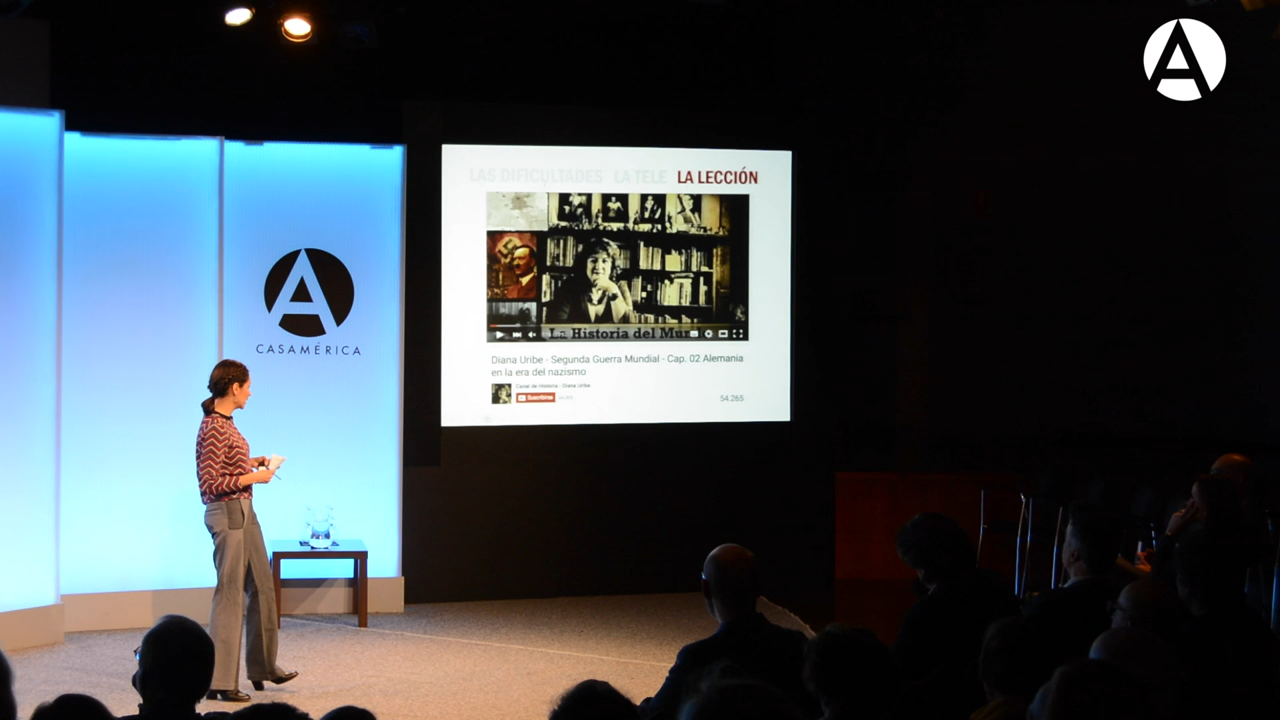 LAS DIFICULTADES LA TELE LA LECCIÓN
La Historia del Mun
Diana Uribe - Segunda Guerra Mundial - Cap. 02 Alemania
en la era del nazismo
Canal de Historia - Diana Uribe
Suscribirse
54.265
CASAMÉRICA